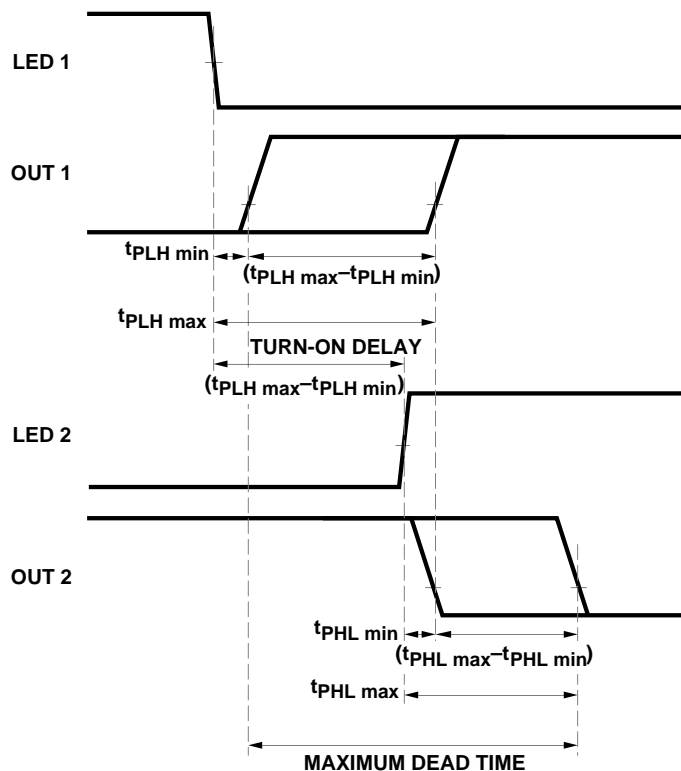 LED 1
OUT 1
tPLH min
(tPLH max–tPLH min)
tPLH max
TURN-ON DELAY
(tPLH max–tPLH min)
LED 2
OUT 2
tPHL min
(tPHL max–tPHL min)
tPHL max
MAXIMUM DEAD TIME